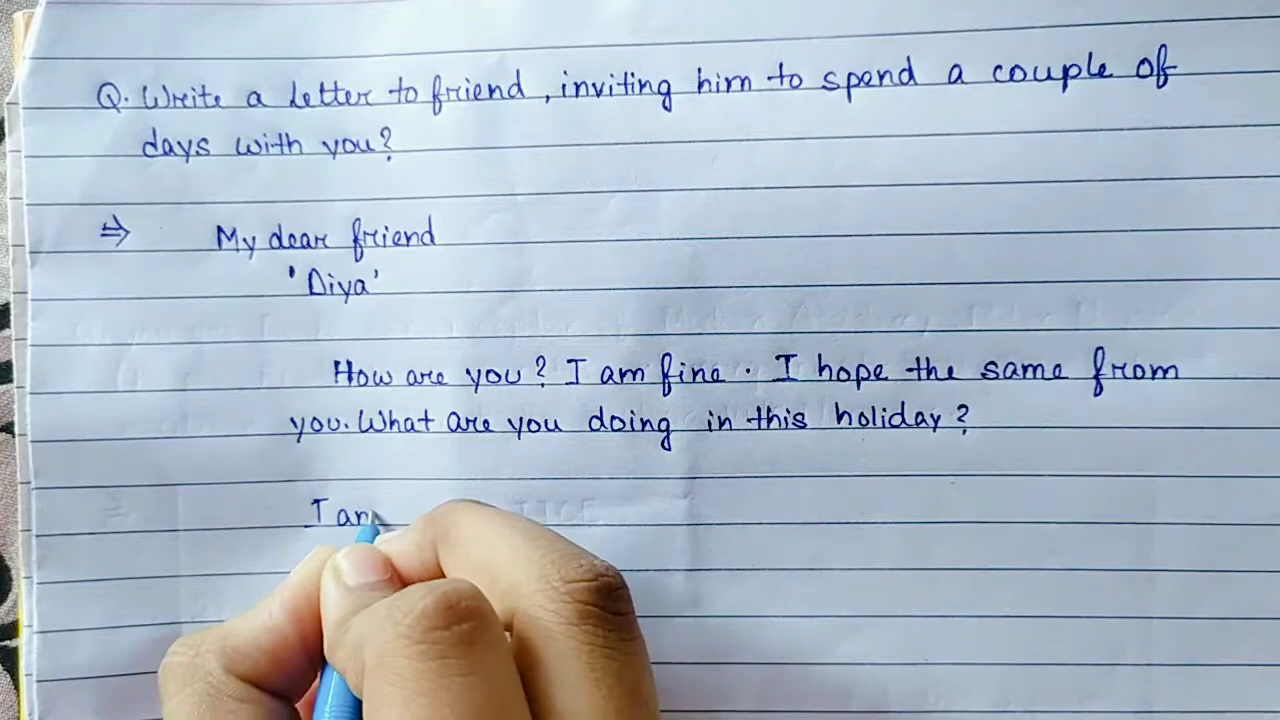 Q. Write a letter to friend, inviting him to spend a couple of
days with you?
⇒ My dear friend
'Diya'
How are you? I am fine. I hope the same from
you. What are you doing in this holiday?
I am